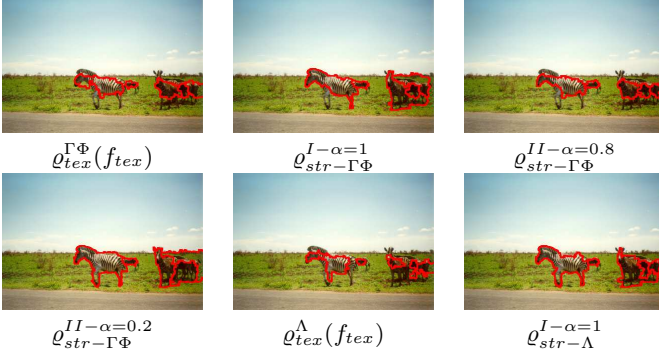 ϱ_{tex}^{ΓΦ}(f_{tex})
ϱ_{str−ΓΦ}^{I−α=1}
ϱ_{str−ΓΦ}^{II−α=0.8}
ϱ_{str−ΓΦ}^{II−α=0.2}
ϱ_{tex}^{Λ}(f_{tex})
ϱ_{str−Λ}^{I−α=1}